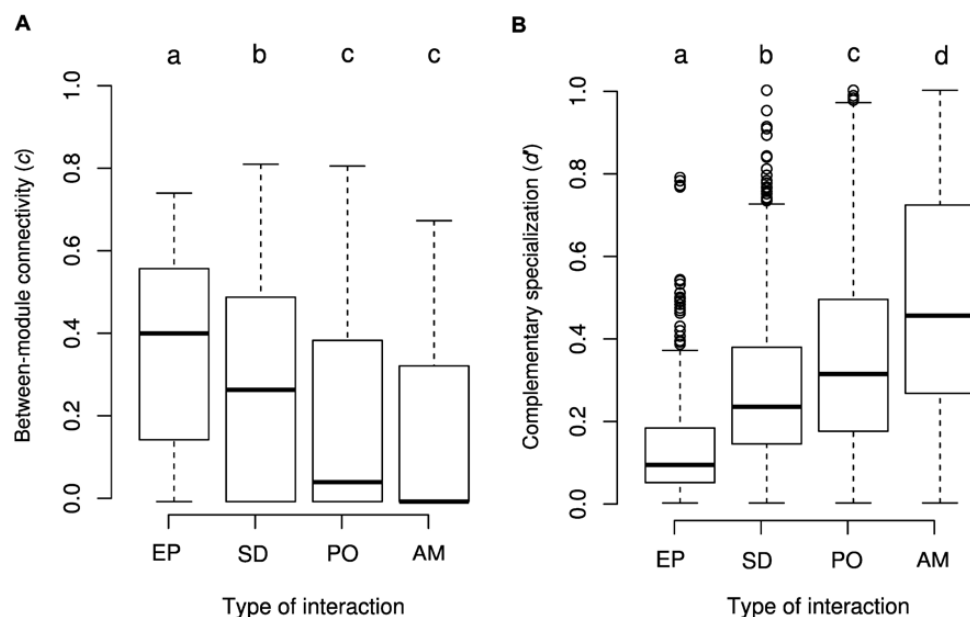 A
a b c c
Between-module connectivity (c)
1.0
0.8
0.6
0.4
0.2
0.0
EP SD PO AM
Type of interaction
B
a b c d
Complementary specialization (d')
1.0
0.8
0.6
0.4
0.2
0.0
EP SD PO AM
Type of interaction